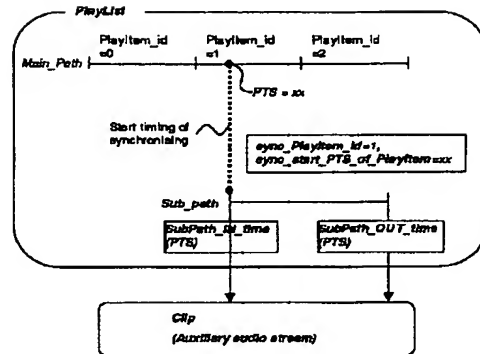 PlayList
PlayItem_id
=0
PlayItem_id
=1
PlayItem_id
=2
Main_Path
PTS = xx
Start timing of
synchronising
sync_PlayItem_id=1,
sync_start_PTS_of_PlayItem=xx
Sub_path
SubPath_IN_time
(PTS)
SubPath_OUT_time
(PTS)
Clip
(Auxiliary audio stream)